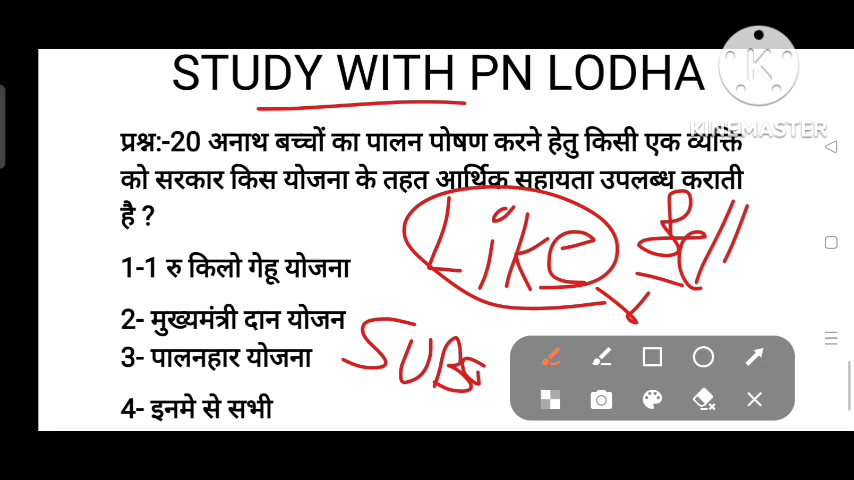 STUDY WITH PN LODHA
KINEMASTER
प्रश्न:-20 अनाथ बच्चों का पालन पोषण करने हेतु किसी एक व्यक्ति
को सरकार किस योजना के तहत आर्थिक सहायता उपलब्ध कराती
है ?
Like
1-1 रु किलो गेहू योजना
2- मुख्यमंत्री दान योजन
3- पालनहार योजना
4- इनमे से सभी